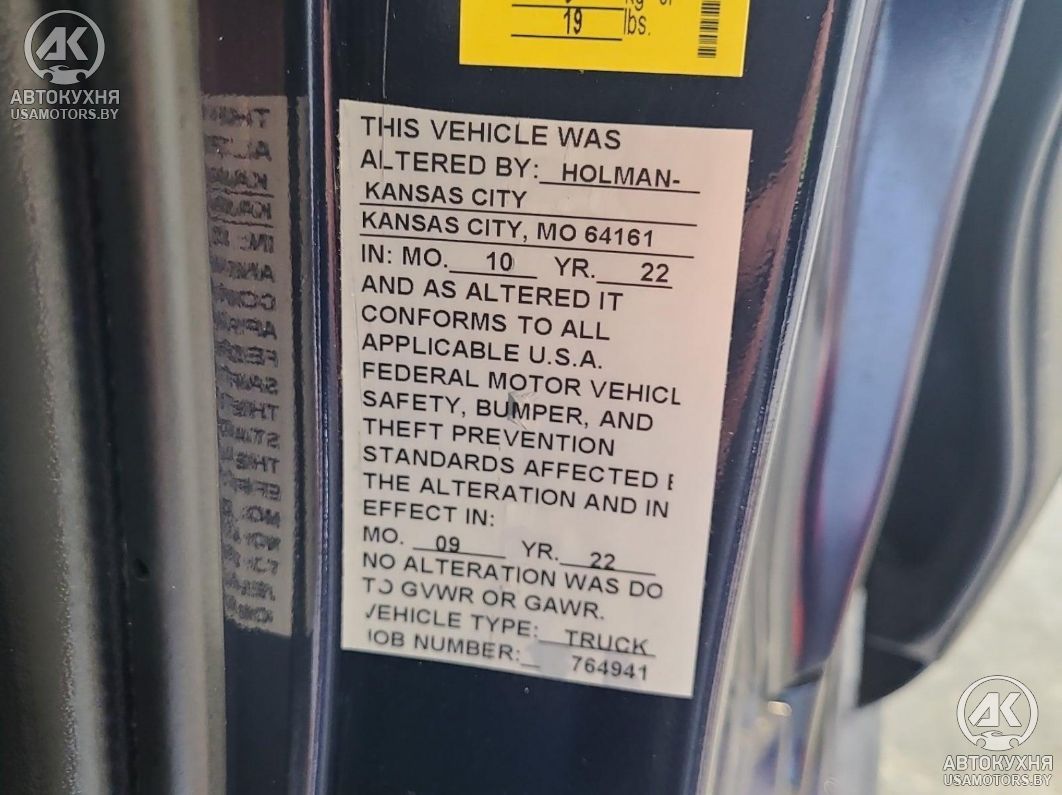 АВТОКУХНЯ
USAMOTORS.BY
19
lbs.
THIS VEHICLE WAS
ALTERED BY: HOLMAN-
KANSAS CITY
KANSAS CITY, MO 64161
IN: MO. 10 YR. 22
AND AS ALTERED IT
CONFORMS TO ALL
APPLICABLE U.S.A.
FEDERAL MOTOR VEHICL
SAFETY, BUMPER, AND
THEFT PREVENTION
STANDARDS AFFECTED
THE ALTERATION AND IN
EFFECT IN:
MO. 09 YR. 22
NO ALTERATION WAS DO
TO GVWR OR GAWR.
VEHICLE TYPE: TRUCK
JOB NUMBER: 764941
AK
АВТОКУХНЯ
USAMOTORS.BY